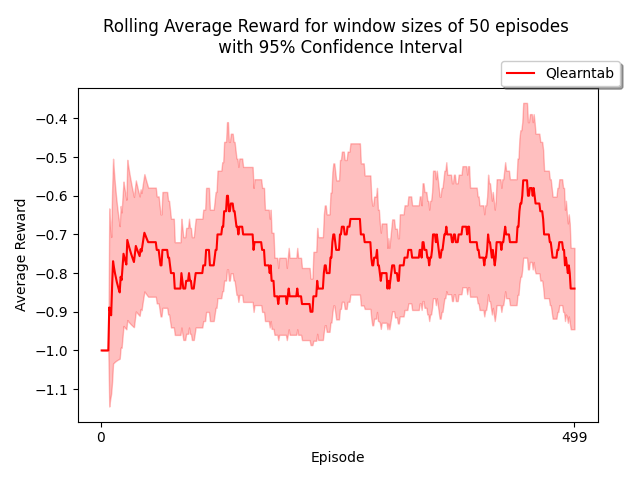 Rolling Average Reward for window sizes of 50 episodes
with 95% Confidence Interval
Qlearntab
−0.4
−0.5
−0.6
−0.7
−0.8
−0.9
−1.0
−1.1
Average Reward
0
499
Episode